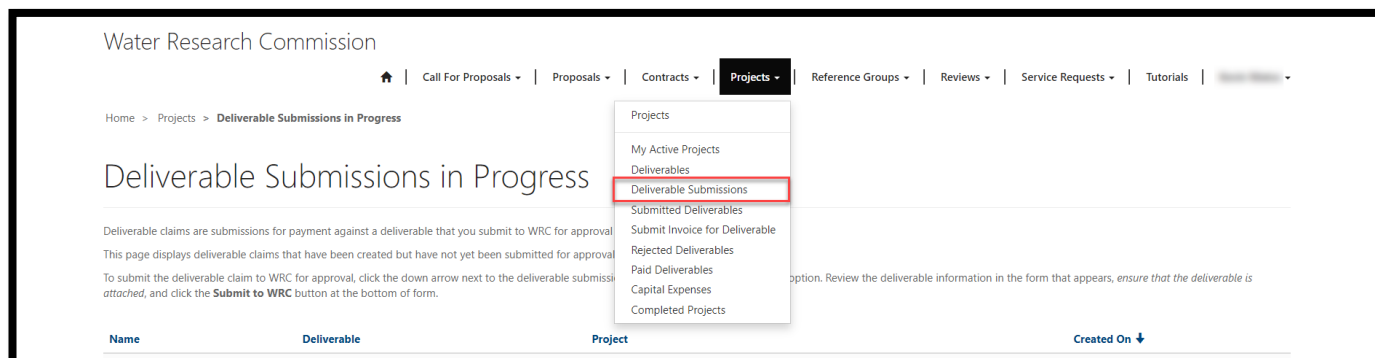 Water Research Commission
Call For Proposals | Proposals | Contracts | Projects | Reference Groups | Reviews | Service Requests | Tutorials |
Home > Projects > Deliverable Submissions in Progress
Projects
My Active Projects
Deliverables
Deliverable Submissions
Submitted Deliverables
Submit Invoice for Deliverable
Rejected Deliverables
Paid Deliverables
Capital Expenses
Completed Projects
Deliverable Submissions in Progress
Deliverable claims are submissions for payment against a deliverable that you submit to WRC for approval
This page displays deliverable claims that have been created but have not yet been submitted for approval
To submit the deliverable claim to WRC for approval, click the down arrow next to the deliverable option. Review the deliverable information in the form that appears, ensure that the deliverable is
attached, and click the Submit to WRC button at the bottom of form.
Name Deliverable Project Created On